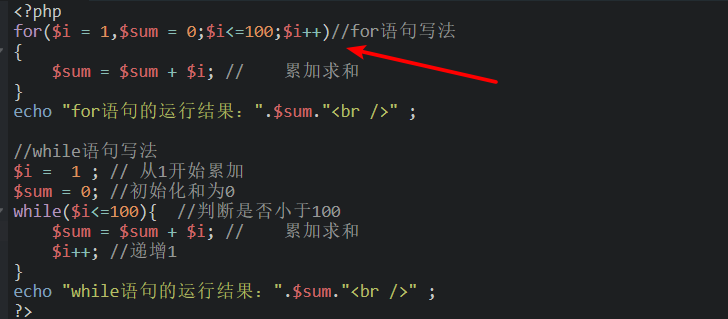 <?php
for($i = 1,$sum = 0;$i<=100;$i++)//for语句写法
{
    $sum = $sum + $i; //    累加求和
}
echo "for语句的运行结果：".$sum."<br />" ;

//while语句写法
$i =  1 ; // 从1开始累加
$sum = 0; //初始化和为0
while($i<=100){  //判断是否小于100
    $sum = $sum + $i; //    累加求和
    $i++; //递增1
}
echo "while语句的运行结果：".$sum."<br />" ;
?>